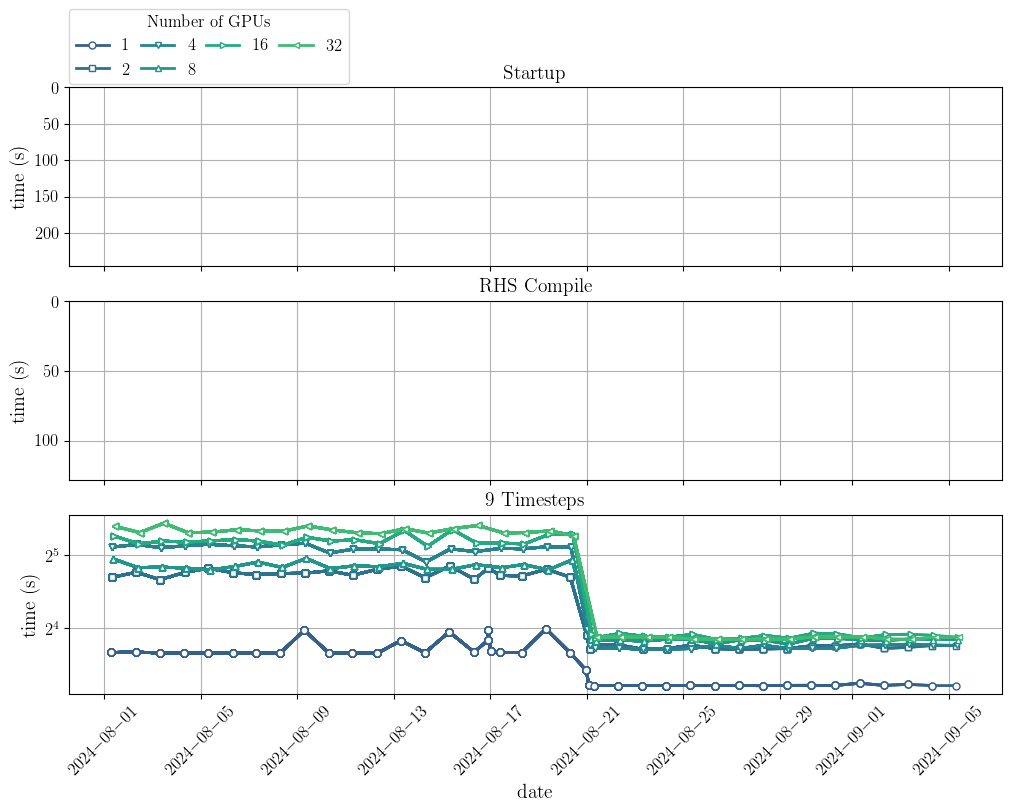 Number of GPUs
1 4 16 32
2 8
Startup
0
50
100
150
200
time (s)
RHS Compile
0
50
100
time (s)
9 Timesteps
2^5
2^4
time (s)
2024−08−01 2024−08−05 2024−08−09 2024−08−13 2024−08−17 2024−08−21 2024−08−25 2024−08−29 2024−09−01 2024−09−05
date